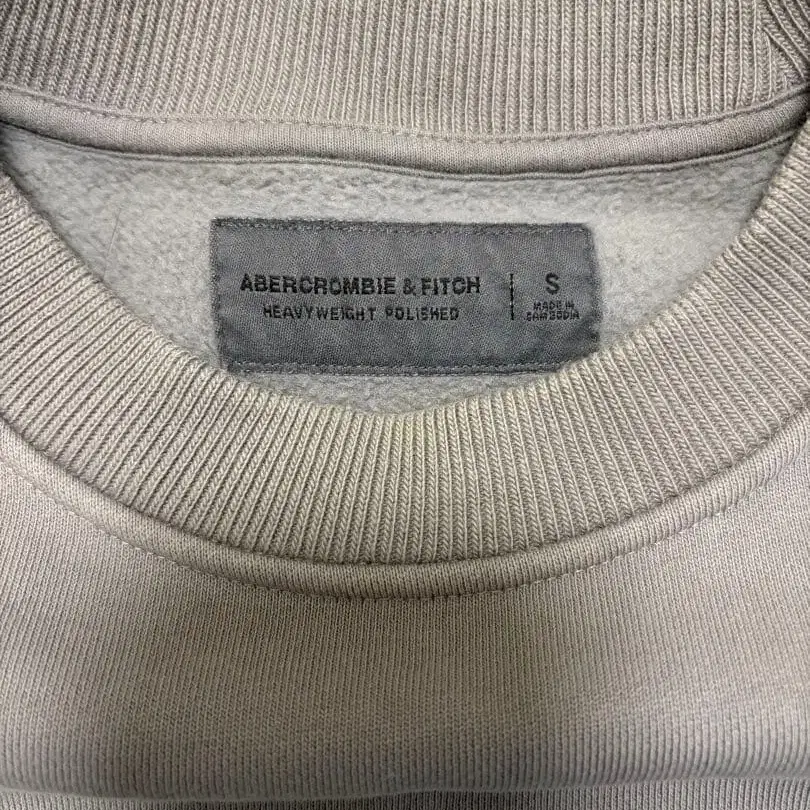 ABERCROMBIE & FITCH
HEAVYWEIGHT POLISHED
S
MADE IN
CAMBODIA